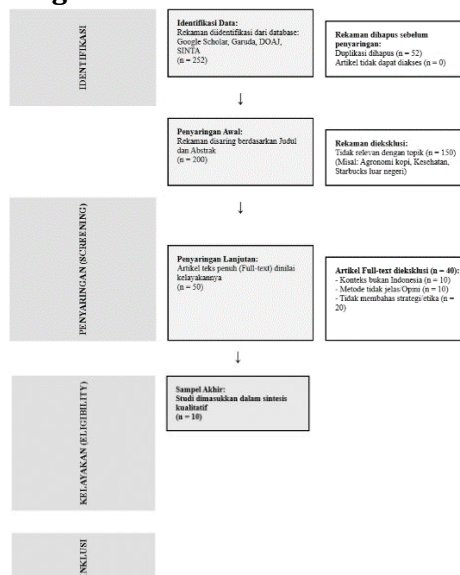 IDENTIFIKASI
Identifikasi Data:
Rekaman diidentifikasi dari database:
Google Scholar, Garuda, DOAJ,
SINTA
(n = 252)
Rekaman dihapus sebelum
penyaringan:
Duplikasi dihapus (n = 52)
Artikel tidak dapat diakses (n = 0)
↓
Penyaringan Awal:
Rekaman disaring berdasarkan Judul
dan Abstrak
(n = 200)
Rekaman dieksklusi:
Tidak relevan dengan topik (n = 150)
(Misal: Agronomi kopi, Kesehatan,
Starbucks luar negeri)
↓
PENYARINGAN (SCREENING)
Penyaringan Lanjutan:
Artikel teks penuh (Full-text) dinilai
kelayakannya
(n = 50)
Artikel Full-text dieksklusi (n = 40):
- Konteks bukan Indonesia (n = 10)
- Metode tidak jelas/Opini (n = 10)
- Tidak membahas strategi/etika (n =
20)
↓
KELAYAKAN (ELIGIBILITY)
Sampel Akhir:
Studi dimasukkan dalam sintesis
kualitatif
(n = 10)
NKLUSI